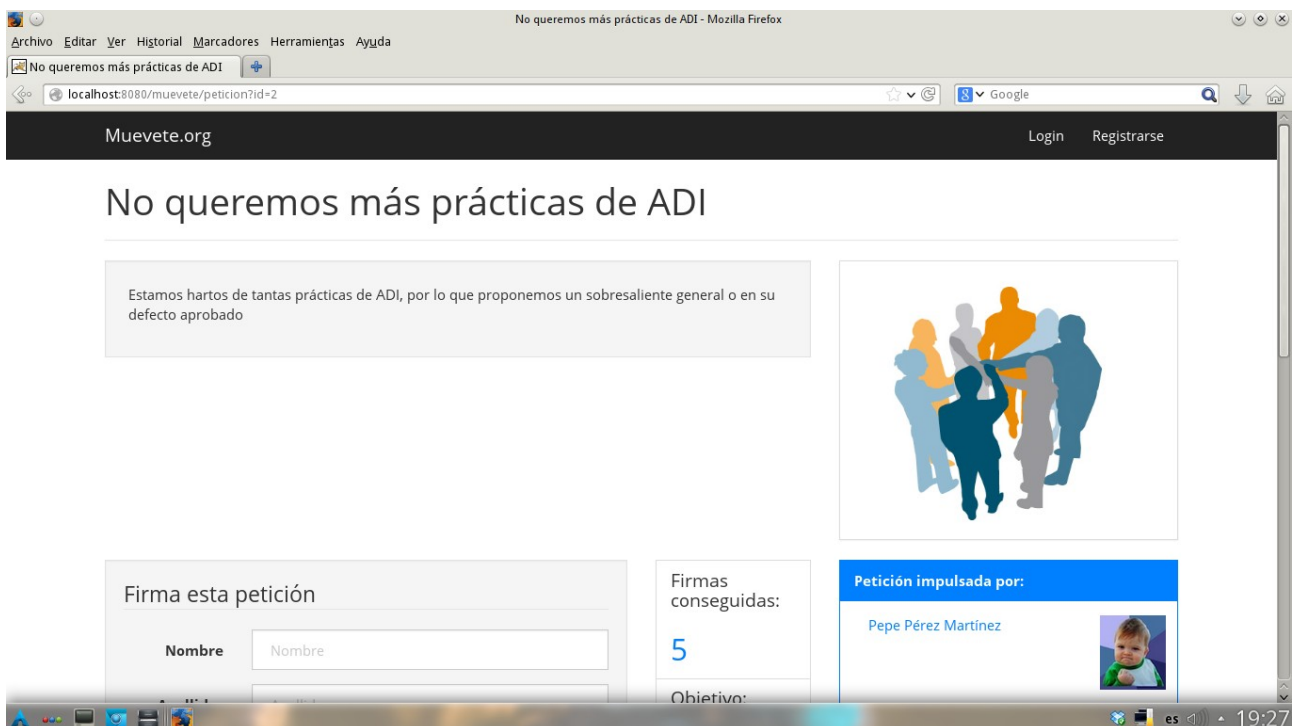 No queremos más prácticas de ADI - Mozilla Firefox
Archivo Editar Ver Historial Marcadores Herramientas Ayuda
No queremos más prácticas de ADI
localhost:8080/muevete/peticion?id=2
Google
Muevete.org
Login Registrarse
No queremos más prácticas de ADI
Estamos hartos de tantas prácticas de ADI, por lo que proponemos un sobresaliente general o en su
defecto aprobado
Firma esta petición
Nombre
Nombre
Firmas
conseguidas:
5
Objetivo:
Petición impulsada por:
Pepe Pérez Martínez
es
19:27